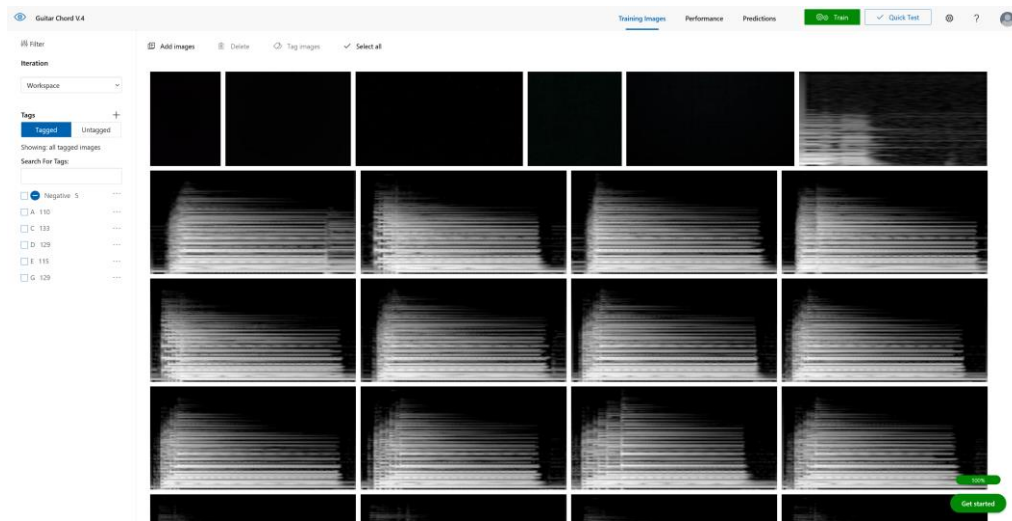 Guitar Chord V.4
Training Images
Performance
Predictions
Train
Quick Test
?
Filter
Add images
Delete
Tag images
Select all
Iteration
Workspace
Tags
Tagged
Untagged
Showing: all tagged images
Search For Tags:
Negative 5
A 110
C 133
D 129
E 115
G 129
100%
Get started